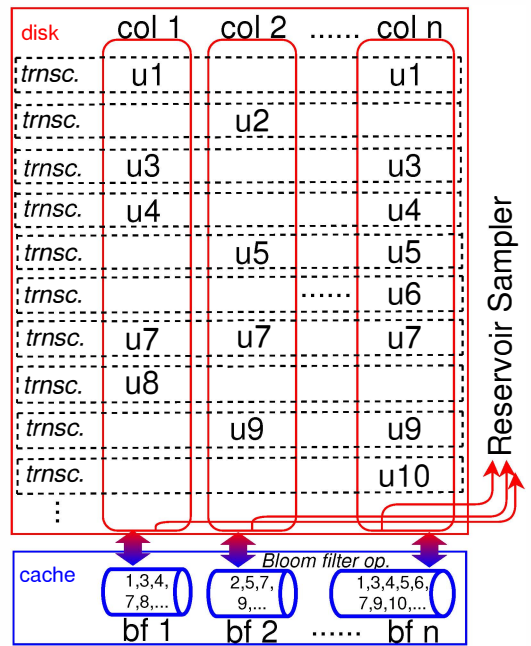 disk col 1 col 2 ...... col n
trnsc. u1 u1
trnsc. u2
trnsc. u3 u3
trnsc. u4 u4
trnsc. u5 u5
trnsc. ...... u6
trnsc. u7 u7 u7
trnsc. u8
trnsc. u9 u9
trnsc. u10
⋮
Reservoir Sampler
Bloom filter op.
cache
1,3,4, 2,5,7, 1,3,4,5,6,
7,8,... 9,... 7,9,10,...
bf 1 bf 2 ...... bf n